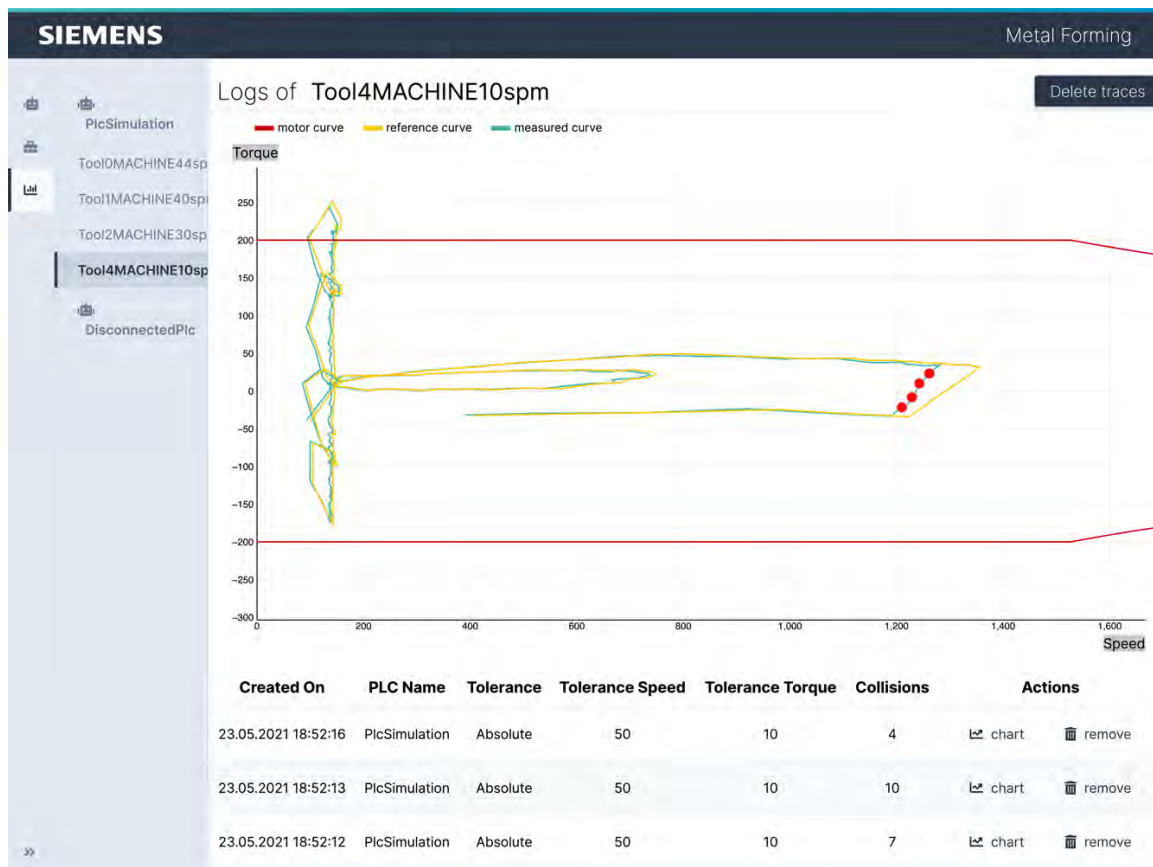 SIEMENS
Metal Forming
PlcSimulation
Tool0MACHINE44sp
Tool1MACHINE40sp
Tool2MACHINE30sp
Tool4MACHINE10sp
DisconnectedPlc
Logs of Tool4MACHINE10spm
Delete traces
motor curve reference curve measured curve
Torque
250
200
150
100
50
0
−50
−100
−150
−200
−250
−300
0 200 400 600 800 1,000 1,200 1,400 1,600
Speed
Created On PLC Name Tolerance Tolerance Speed Tolerance Torque Collisions Actions
23.05.2021 18:52:16 PlcSimulation Absolute 50 10 4 chart remove
23.05.2021 18:52:13 PlcSimulation Absolute 50 10 10 chart remove
23.05.2021 18:52:12 PlcSimulation Absolute 50 10 7 chart remove